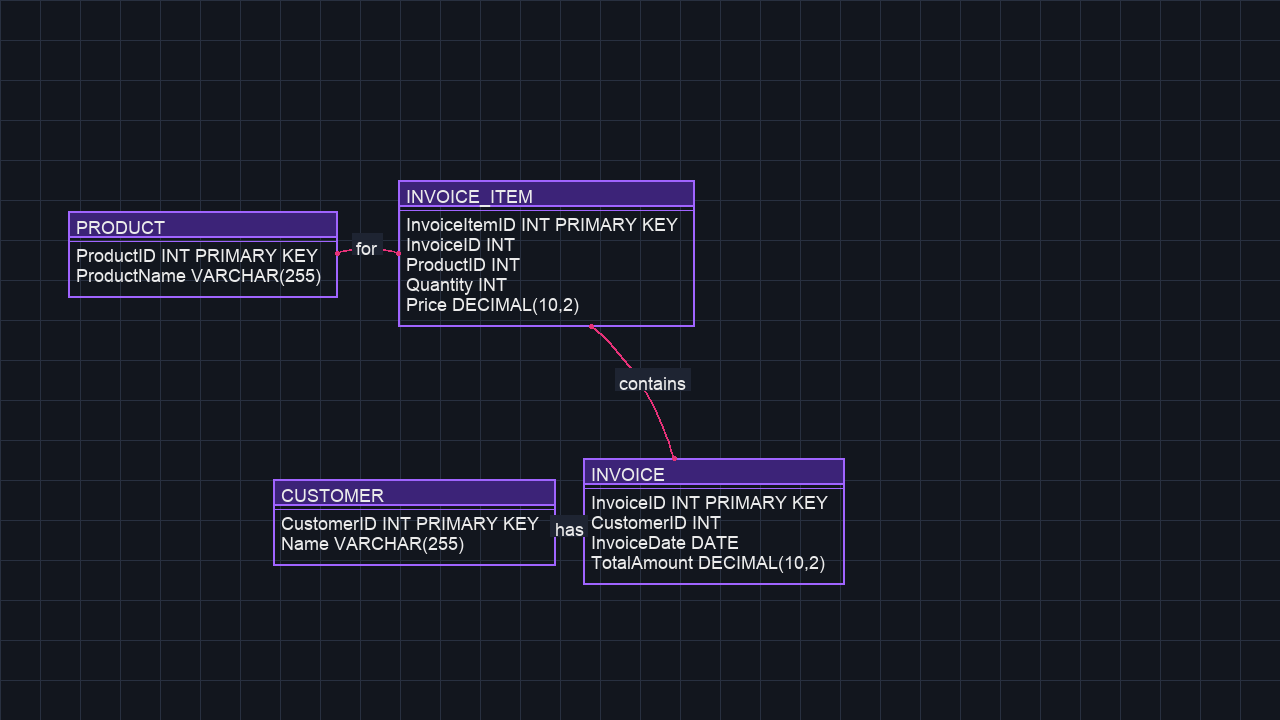 PRODUCT
ProductID INT PRIMARY KEY
ProductName VARCHAR(255)
for
INVOICE_ITEM
InvoiceItemID INT PRIMARY KEY
InvoiceID INT
ProductID INT
Quantity INT
Price DECIMAL(10,2)
contains
CUSTOMER
CustomerID INT PRIMARY KEY
Name VARCHAR(255)
has
INVOICE
InvoiceID INT PRIMARY KEY
CustomerID INT
InvoiceDate DATE
TotalAmount DECIMAL(10,2)